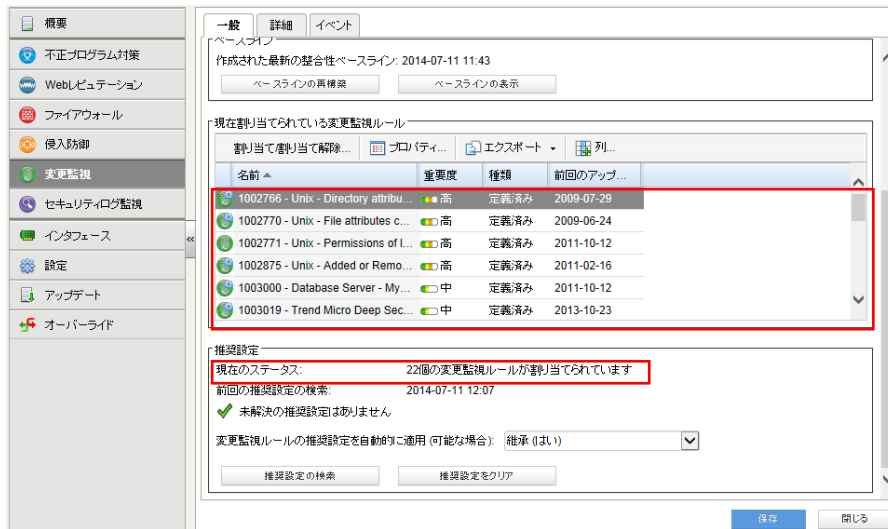 概要
不正プログラム対策
Webレピュテーション
ファイアウォール
侵入防御
変更監視
セキュリティログ監視
インタフェース
設定
アップデート
オーバーライド
«
一般 詳細 イベント
ベースライン
作成された最新の整合性ベースライン: 2014-07-11 11:43
ベースラインの再構築 ベースラインの表示
現在割り当てられている変更監視ルール
割り当て/割り当て解除... プロパティ... エクスポート 列...
名前 重要度 種類 前回のアップ...
1002766 - Unix - Directory attribu... 高 定義済み 2009-07-29
1002770 - Unix - File attributes c... 高 定義済み 2009-06-24
1002771 - Unix - Permissions of l... 高 定義済み 2011-10-12
1002875 - Unix - Added or Remo... 高 定義済み 2011-02-16
1003000 - Database Server - My... 中 定義済み 2011-10-12
1003019 - Trend Micro Deep Sec... 中 定義済み 2013-10-23
推奨設定
現在のステータス: 22個の変更監視ルールが割り当てられています
前回の推奨設定の検索: 2014-07-11 12:07
未解決の推奨設定はありません
変更監視ルールの推奨設定を自動的に適用 (可能な場合): 継承 (はい)
推奨設定の検索 推奨設定をクリア
保存 閉じる